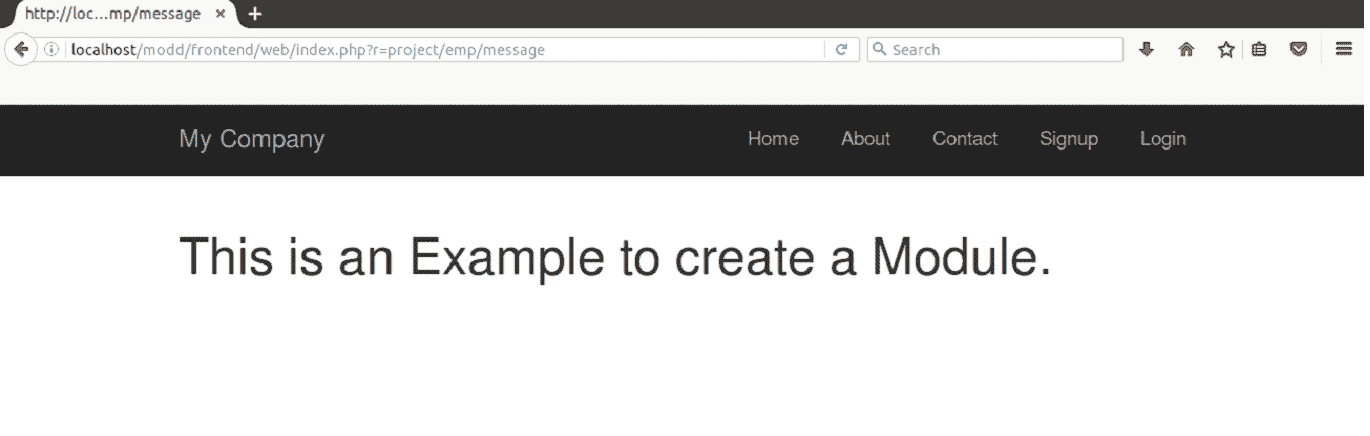 http://loc...mp/message
localhost/modd/frontend/web/index.php?r=project/emp/message Search
My Company Home About Contact Signup Login
This is an Example to create a Module.